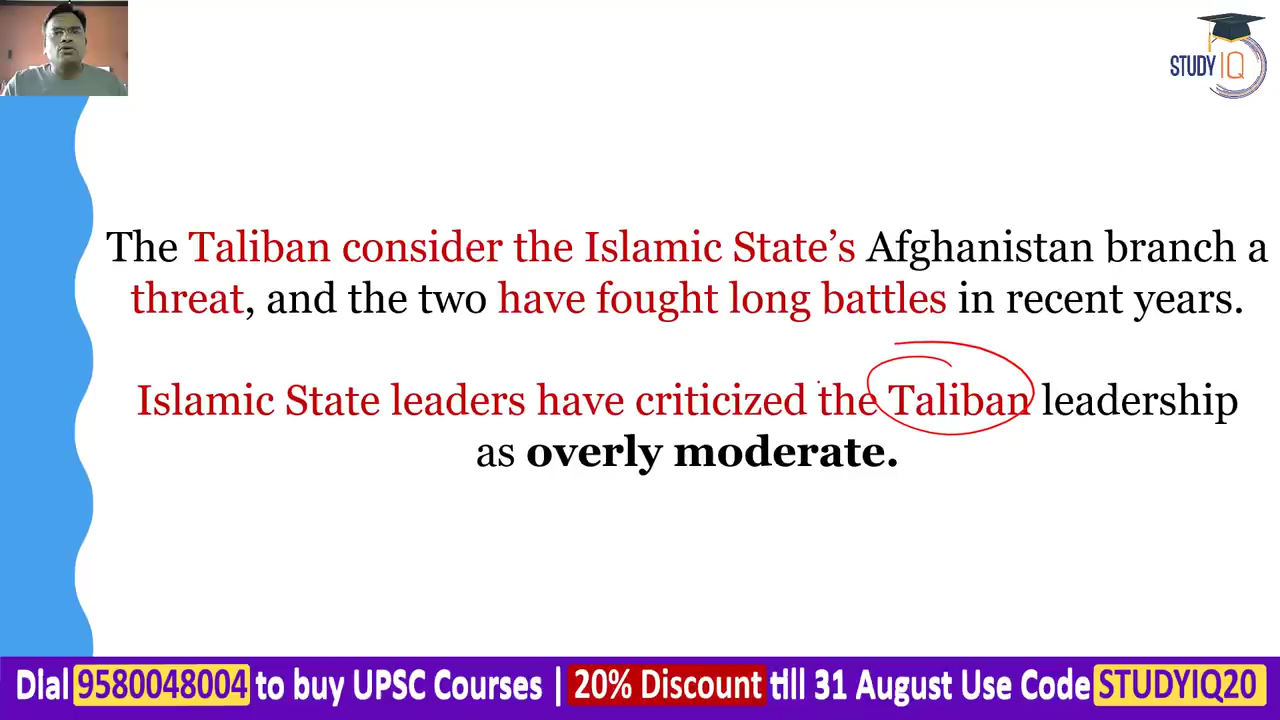 STUDY IQ
The Taliban consider the Islamic State’s Afghanistan branch a
threat, and the two have fought long battles in recent years.
Islamic State leaders have criticized the Taliban leadership
as overly moderate.
Dial 9580048004 to buy UPSC Courses | 20% Discount till 31 August Use Code STUDYIQ20